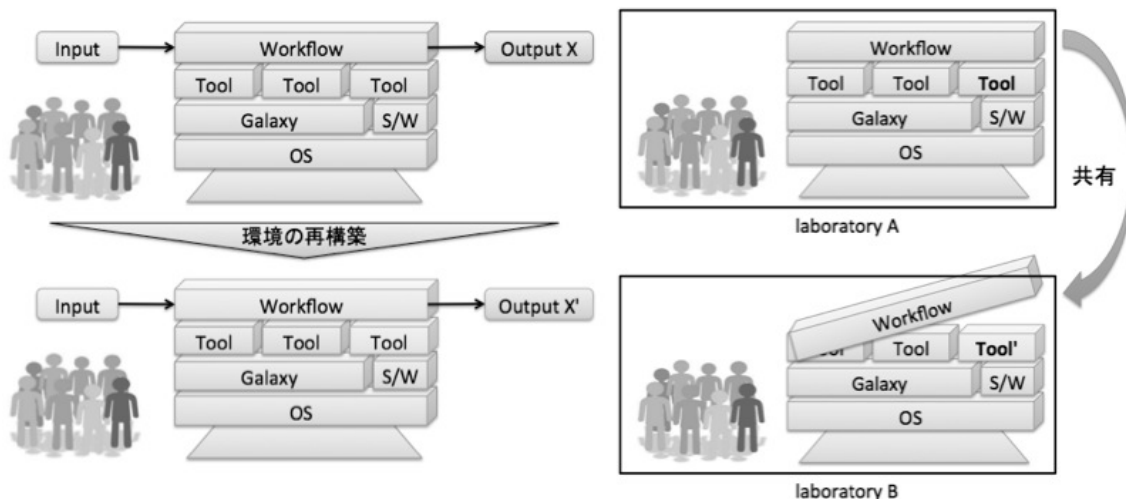 Input
Workflow
Output X
Tool
Tool
Tool
Galaxy
S/W
OS
環境の再構築
Input
Workflow
Output X'
Tool
Tool
Tool
Galaxy
S/W
OS
Workflow
Tool
Tool
Tool
Galaxy
S/W
OS
laboratory A
共有
Workflow
Tool
Tool'
Galaxy
S/W
OS
laboratory B